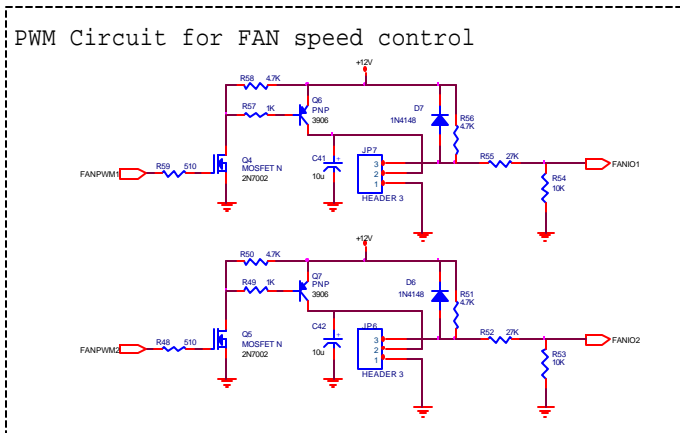 PWM Circuit for FAN speed control
+12V
R58 4.7K
R57 1K
Q6
PNP
3906
D7
1N4148
R56
4.7K
C41
+
10u
JP7
3
2
1
HEADER 3
R55 27K
FANIO1
R54
10K
FANPWM1
R59 510
Q4
MOSFET N
2N7002
+12V
R50 4.7K
R49 1K
Q7
PNP
3906
D6
1N4148
R51
4.7K
C42
+
10u
JP6
3
2
1
HEADER 3
R52 27K
FANIO2
R53
10K
FANPWM2
R48 510
Q5
MOSFET N
2N7002